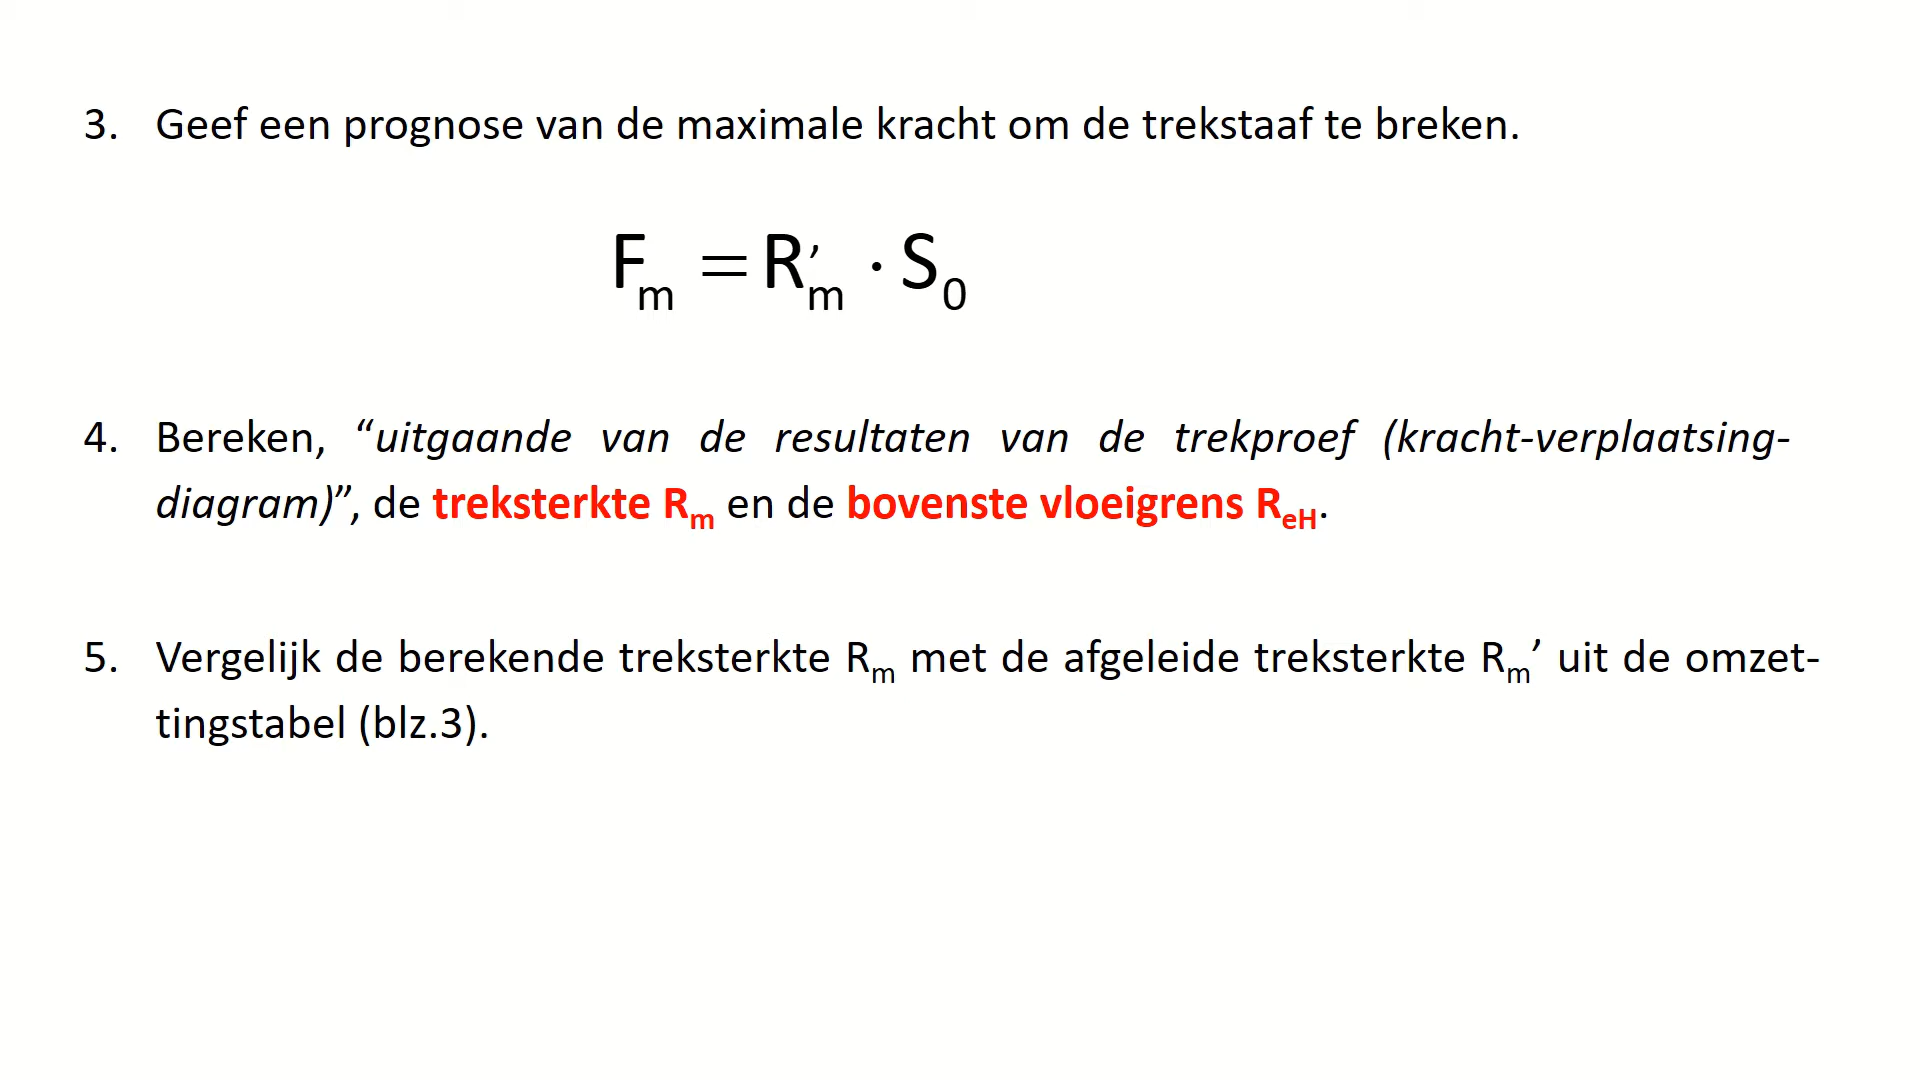 3. Geef een prognose van de maximale kracht om de trekstaaf te breken.
Fm = Rm' · S0
4. Bereken, “uitgaande van de resultaten van de trekproef (kracht-verplaatsing-
diagram)”, de treksterkte Rm en de bovenste vloeigrens ReH.
5. Vergelijk de berekende treksterkte Rm met de afgeleide treksterkte Rm’ uit de omzet-
tingstabel (blz.3).